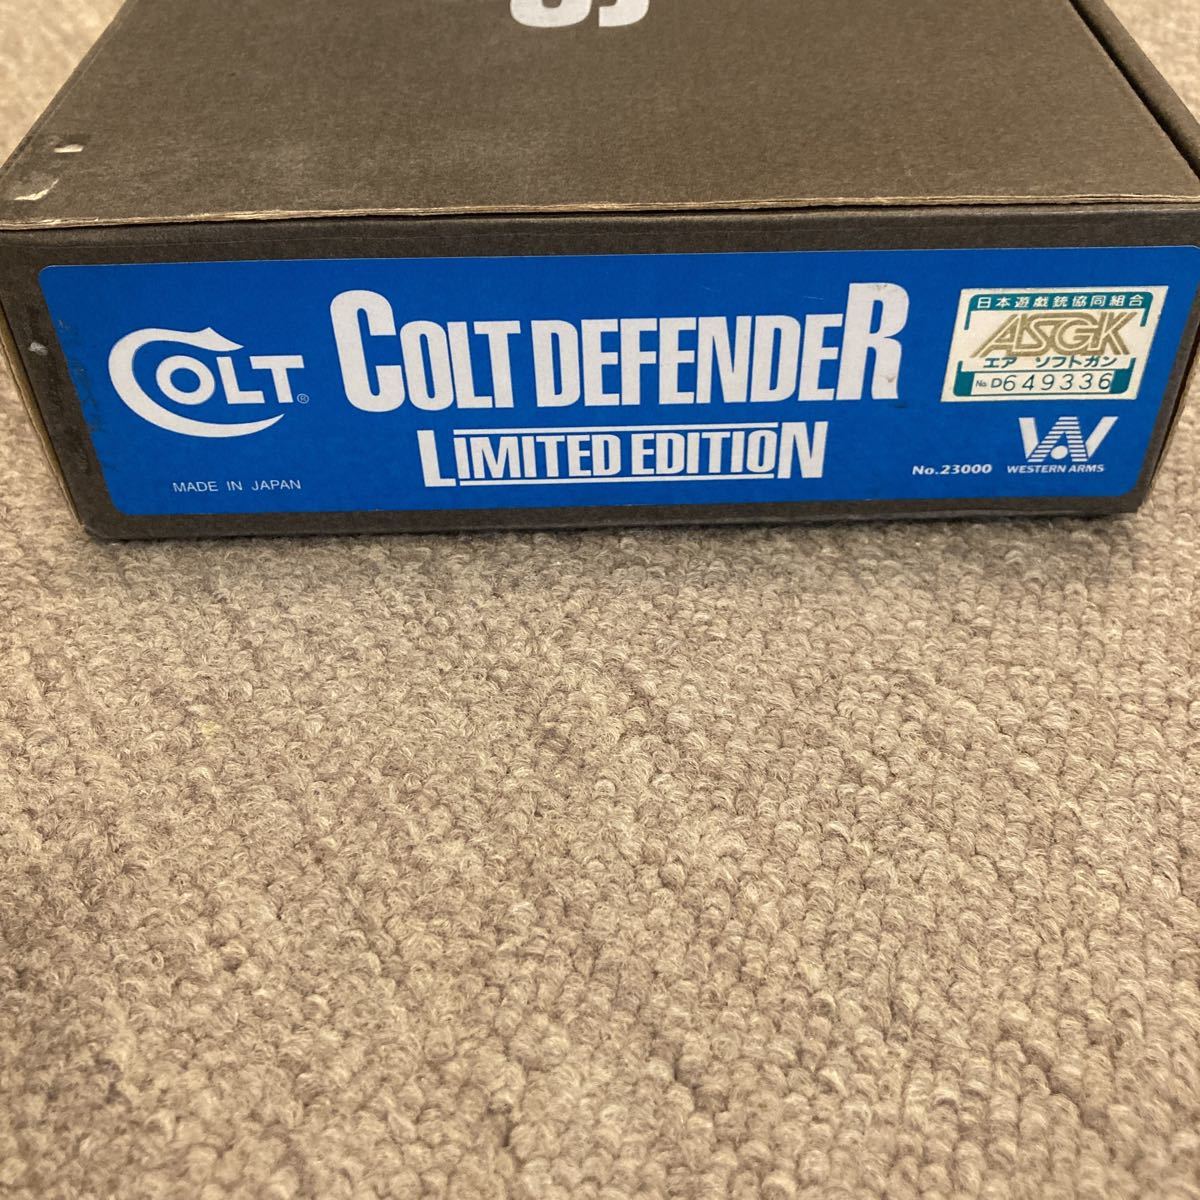 COLT®
MADE IN JAPAN
COLT DEFENDER
LIMITED EDITION
日本遊戯銃協同組合
ASGK
エア ソフトガン
No. D649336
No.23000
WESTERN ARMS